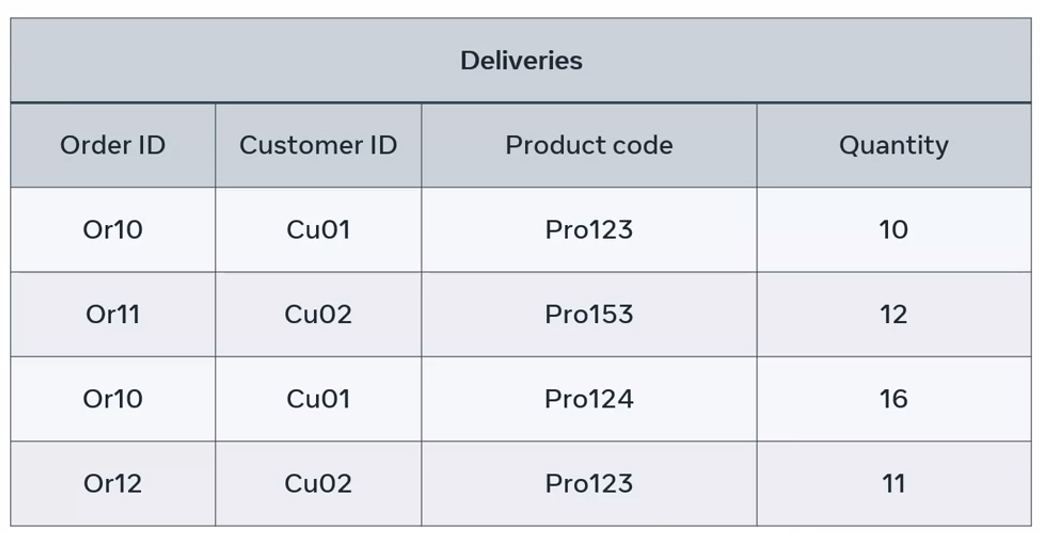 Deliveries
Order ID Customer ID Product code Quantity
Or10 Cu01 Pro123 10
Or11 Cu02 Pro153 12
Or10 Cu01 Pro124 16
Or12 Cu02 Pro123 11